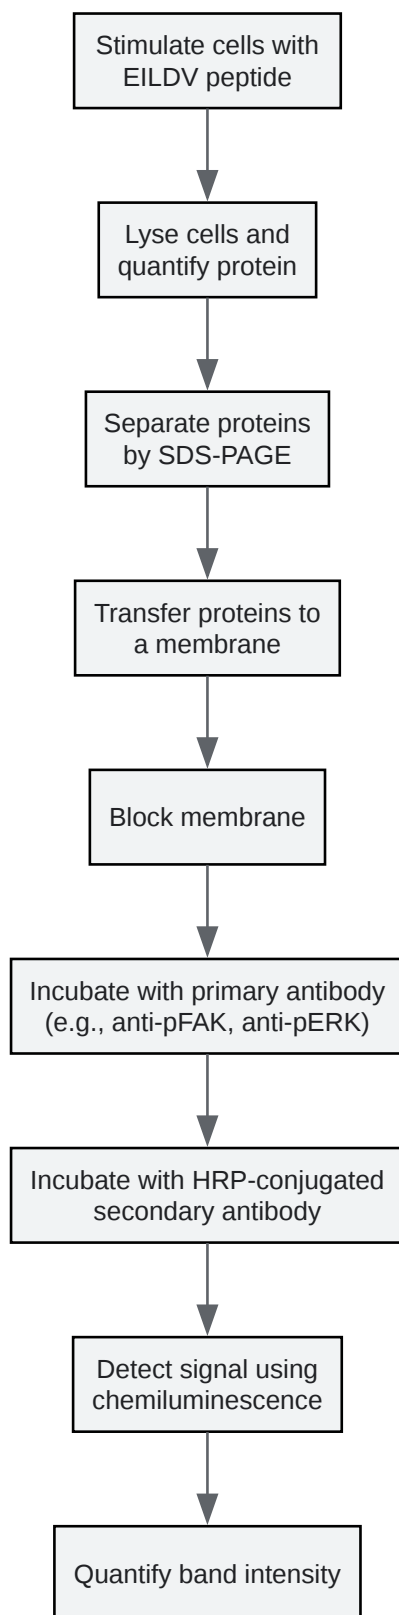 Stimulate cells with
EILDV peptide
Lyse cells and
quantify protein
Separate proteins
by SDS-PAGE
Transfer proteins to
a membrane
Block membrane
Incubate with primary antibody
(e.g., anti-pFAK, anti-pERK)
Incubate with HRP-conjugated
secondary antibody
Detect signal using
chemiluminescence
Quantify band intensity